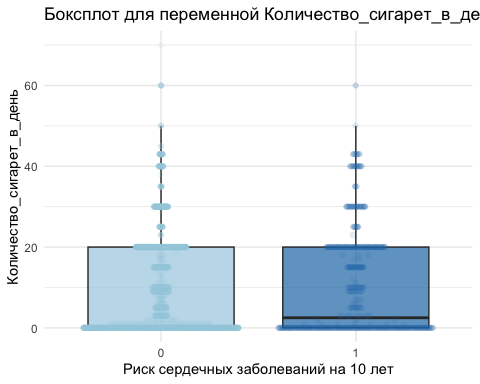 Боксплот для переменной Количество_сигарет_в_де
Количество_сигарет_в_день
60
40
20
0
0 1
Риск сердечных заболеваний на 10 лет